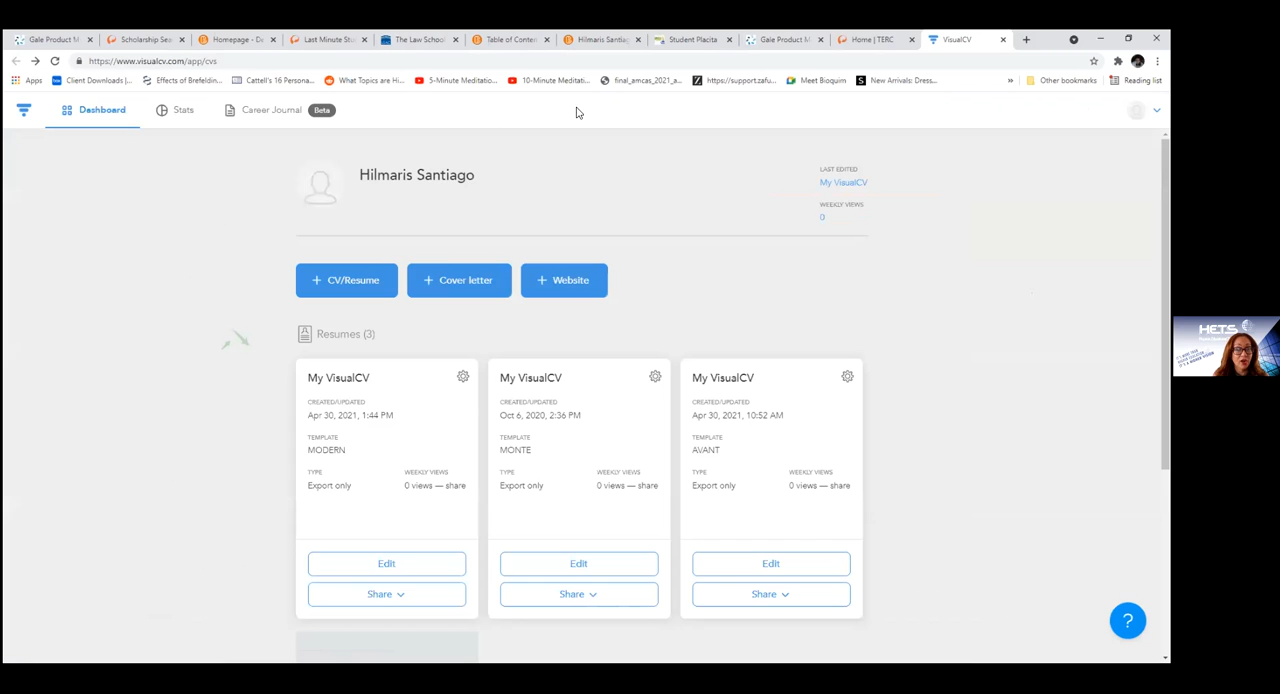 Gale Product M
Scholarship Sea
Homepage - De
Last Minute Stu
The Law School
Table of Conten
Hilmaris Santiag
Student Placita
Gale Product M
Home | TERC
VisualCV
https://www.visualcv.com/app/cvs
Apps
Client Downloads |...
Effects of Brefeldin...
Cattell's 16 Persona...
What Topics are Hi...
5-Minute Meditatio...
10-Minute Meditati...
final_amcas_2021_a...
https://support.zafu...
Meet Bioquim
New Arrivals: Dress...
»
Other bookmarks
Reading list
Dashboard
Stats
Career Journal Beta
Hilmaris Santiago
LAST EDITED
My VisualCV
WEEKLY VIEWS
0
+ CV/Resume
+ Cover letter
+ Website
Resumes (3)
My VisualCV
CREATED/UPDATED
Apr 30, 2021, 1:44 PM
TEMPLATE
MODERN
TYPE WEEKLY VIEWS
Export only 0 views — share
Edit
Share
My VisualCV
CREATED/UPDATED
Oct 6, 2020, 2:36 PM
TEMPLATE
MONTE
TYPE WEEKLY VIEWS
Export only 0 views — share
Edit
Share
My VisualCV
CREATED/UPDATED
Apr 30, 2021, 10:52 AM
TEMPLATE
AVANT
TYPE WEEKLY VIEWS
Export only 0 views — share
Edit
Share
?
HETS